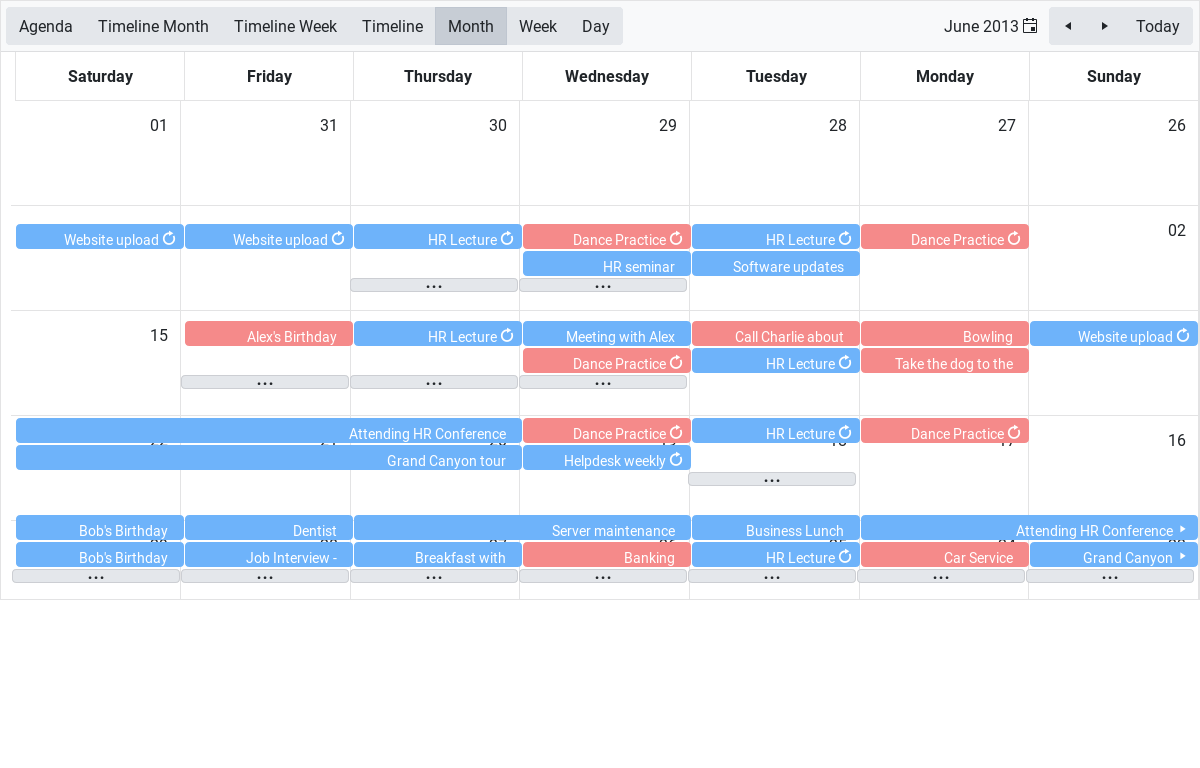 Agenda Timeline Month Timeline Week Timeline Month Week Day June 2013 Today
Saturday Friday Thursday Wednesday Tuesday Monday Sunday
01 31 30 29 28 27 26
02
Website upload Website upload HR Lecture Dance Practice HR Lecture Dance Practice
HR seminar Software updates
... ...
15
Alex's Birthday HR Lecture Meeting with Alex Call Charlie about Bowling Website upload
Dance Practice HR Lecture Take the dog to the
... ... ...
Attending HR Conference Dance Practice HR Lecture Dance Practice
16
Grand Canyon tour Helpdesk weekly
...
Bob's Birthday Dentist Server maintenance Business Lunch Attending HR Conference
Bob's Birthday Job Interview - Breakfast with Banking HR Lecture Car Service Grand Canyon
... ... ... ... ... ... ...